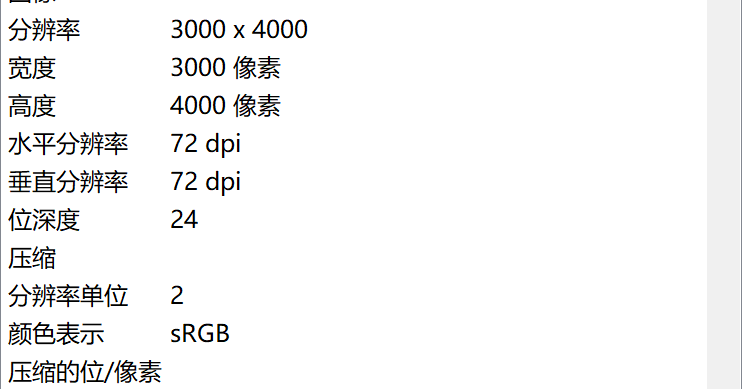 分辨率 3000 x 4000
宽度 3000 像素
高度 4000 像素
水平分辨率 72 dpi
垂直分辨率 72 dpi
位深度 24
压缩
分辨率单位 2
颜色表示 sRGB
压缩的位/像素